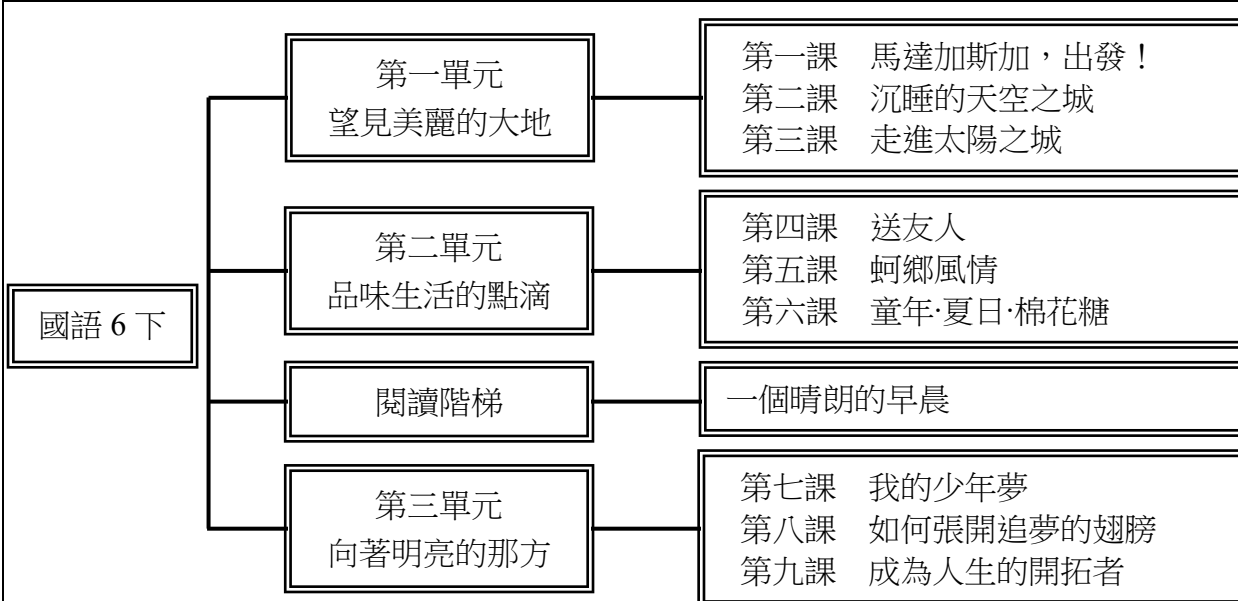 國語 6 下
第一單元
望見美麗的大地
第一課　馬達加斯加，出發！
第二課　沉睡的天空之城
第三課　走進太陽之城
第二單元
品味生活的點滴
第四課　送友人
第五課　蚵鄉風情
第六課　童年·夏日·棉花糖
閱讀階梯
一個晴朗的早晨
第三單元
向著明亮的那方
第七課　我的少年夢
第八課　如何張開追夢的翅膀
第九課　成為人生的開拓者